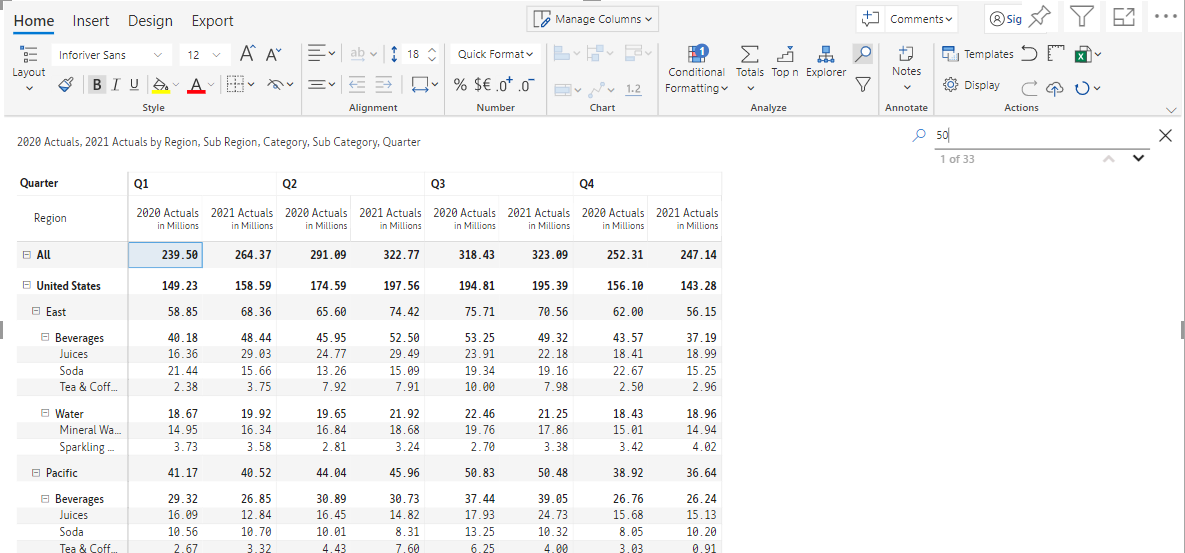 Home Insert Design Export Manage Columns Comments Sig
Inforiver Sans 12 ab 18 Quick Format 1 Templates
Layout Conditional Totals Top n Explorer Notes
Formatting
B I U A % $€ .0+ .0- 1.2 Display
Style Alignment Number Chart Analyze Annotate Actions
2020 Actuals, 2021 Actuals by Region, Sub Region, Category, Sub Category, Quarter
50
1 of 33
Quarter Q1 Q2 Q3 Q4
Region 2020 Actuals 2021 Actuals 2020 Actuals 2021 Actuals 2020 Actuals 2021 Actuals 2020 Actuals 2021 Actuals
in Millions in Millions in Millions in Millions in Millions in Millions in Millions in Millions
All 239.50 264.37 291.09 322.77 318.43 323.09 252.31 247.14
United States 149.23 158.59 174.59 197.56 194.81 195.39 156.10 143.28
East 58.85 68.36 65.60 74.42 75.71 70.56 62.00 56.15
Beverages 40.18 48.44 45.95 52.50 53.25 49.32 43.57 37.19
Juices 16.36 29.03 24.77 29.49 23.91 22.18 18.41 18.99
Soda 21.44 15.66 13.26 15.09 19.34 19.16 22.67 15.25
Tea & Coff... 2.38 3.75 7.92 7.91 10.00 7.98 2.50 2.96
Water 18.67 19.92 19.65 21.92 22.46 21.25 18.43 18.96
Mineral Wa... 14.95 16.34 16.84 18.68 19.76 17.86 15.01 14.94
Sparkling ... 3.73 3.58 2.81 3.24 2.70 3.38 3.42 4.02
Pacific 41.17 40.52 44.04 45.96 50.83 50.48 38.92 36.64
Beverages 29.32 26.85 30.89 30.73 37.44 39.05 26.76 26.24
Juices 16.09 12.84 16.45 14.82 17.93 24.73 15.68 15.13
Soda 10.56 10.70 10.01 8.31 13.25 10.32 8.05 10.20
Tea & Coff... 2.67 3.32 4.43 7.60 6.25 4.00 3.03 0.91